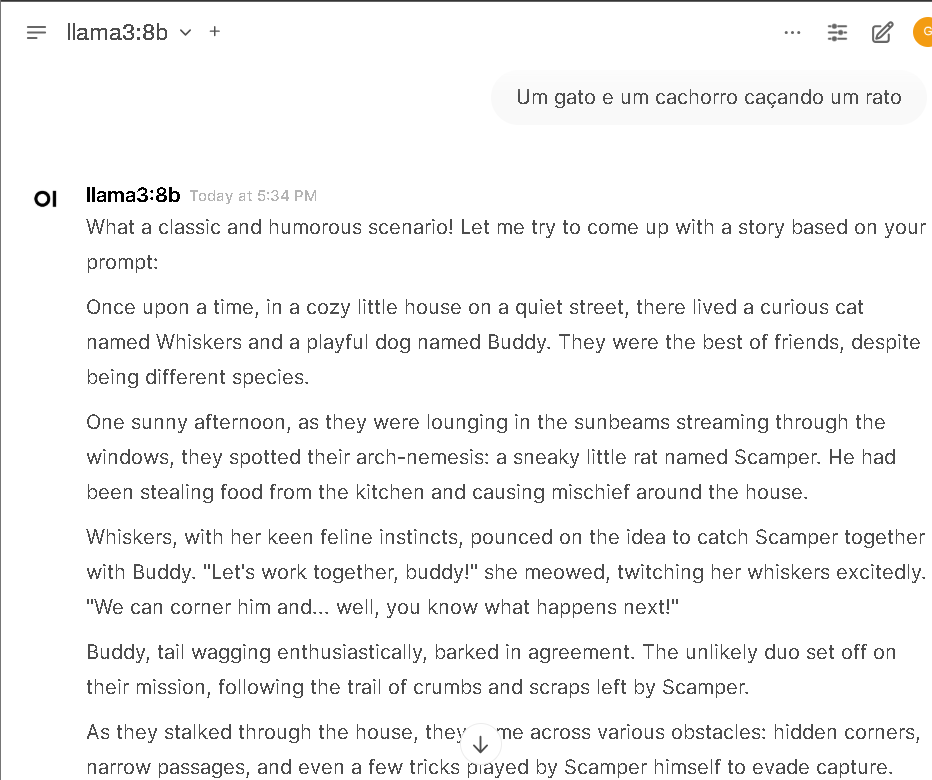 llama3:8b
Um gato e um cachorro caçando um rato
OI
llama3:8b Today at 5:34 PM
What a classic and humorous scenario! Let me try to come up with a story based on your
prompt:
Once upon a time, in a cozy little house on a quiet street, there lived a curious cat
named Whiskers and a playful dog named Buddy. They were the best of friends, despite
being different species.
One sunny afternoon, as they were lounging in the sunbeams streaming through the
windows, they spotted their arch-nemesis: a sneaky little rat named Scamper. He had
been stealing food from the kitchen and causing mischief around the house.
Whiskers, with her keen feline instincts, pounced on the idea to catch Scamper together
with Buddy. "Let's work together, buddy!" she meowed, twitching her whiskers excitedly.
"We can corner him and... well, you know what happens next!"
Buddy, tail wagging enthusiastically, barked in agreement. The unlikely duo set off on
their mission, following the trail of crumbs and scraps left by Scamper.
As they stalked through the house, they me across various obstacles: hidden corners,
narrow passages, and even a few tricks played by Scamper himself to evade capture.